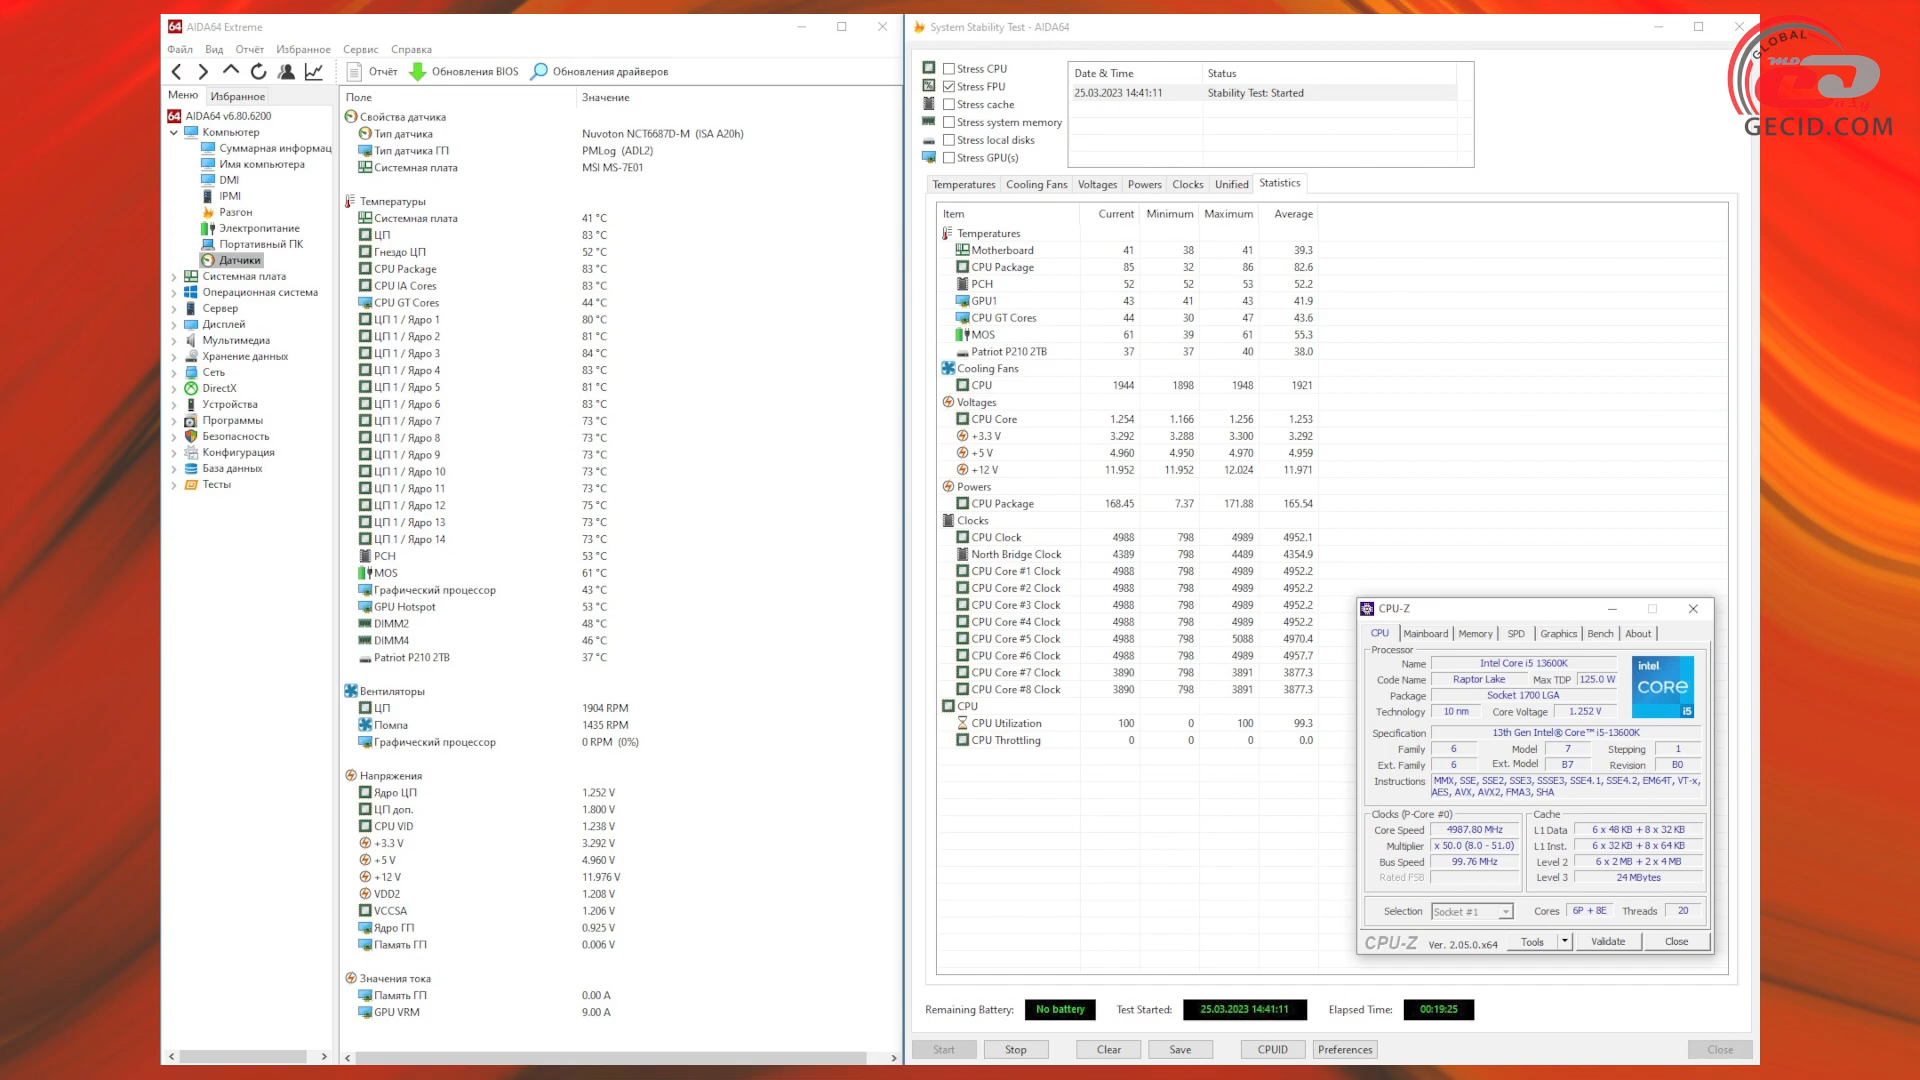 AIDA64 Extreme
Файл Вид Отчёт Избранное Сервис Справка
Отчёт Обновления BIOS Обновления драйверов
Меню Избранное
AIDA64 v6.80.6200
Компьютер
Суммарная информац
Имя компьютера
DMI
IPMI
Разгон
Электропитание
Портативный ПК
Датчики
Системная плата
Операционная система
Сервер
Дисплей
Мультимедиа
Хранение данных
Сеть
DirectX
Устройства
Программы
Безопасность
Конфигурация
База данных
Тесты
Поле Значение
Свойства датчика
Тип датчика Nuvoton NCT6687D-M (ISA A20h)
Тип датчика ГП PMLog (ADL2)
Системная плата MSI MS-7E01
Температуры
Системная плата 41 °C
ЦП 83 °C
Гнездо ЦП 52 °C
CPU Package 83 °C
CPU IA Cores 83 °C
CPU GT Cores 44 °C
ЦП 1 / Ядро 1 80 °C
ЦП 1 / Ядро 2 81 °C
ЦП 1 / Ядро 3 84 °C
ЦП 1 / Ядро 4 83 °C
ЦП 1 / Ядро 5 81 °C
ЦП 1 / Ядро 6 83 °C
ЦП 1 / Ядро 7 73 °C
ЦП 1 / Ядро 8 73 °C
ЦП 1 / Ядро 9 73 °C
ЦП 1 / Ядро 10 73 °C
ЦП 1 / Ядро 11 73 °C
ЦП 1 / Ядро 12 75 °C
ЦП 1 / Ядро 13 73 °C
ЦП 1 / Ядро 14 73 °C
PCH 53 °C
MOS 61 °C
Графический процессор 43 °C
GPU Hotspot 53 °C
DIMM2 48 °C
DIMM4 46 °C
Patriot P210 2TB 37 °C
Вентиляторы
ЦП 1904 RPM
Помпа 1435 RPM
Графический процессор 0 RPM (0%)
Напряжения
Ядро ЦП 1.252 V
ЦП доп. 1.800 V
CPU VID 1.238 V
+3.3 V 3.292 V
+5 V 4.960 V
+12 V 11.976 V
VDD2 1.208 V
VCCSA 1.206 V
Ядро ГП 0.925 V
Память ГП 0.006 V
Значения тока
Память ГП 0.00 A
GPU VRM 9.00 A
System Stability Test - AIDA64
Stress CPU
Stress FPU
Stress cache
Stress system memory
Stress local disks
Stress GPU(s)
Date & Time Status
25.03.2023 14:41:11 Stability Test: Started
Temperatures Cooling Fans Voltages Powers Clocks Unified Statistics
Item Current Minimum Maximum Average
Temperatures
Motherboard 41 38 41 39.3
CPU Package 85 32 86 82.6
PCH 52 52 53 52.2
GPU1 43 41 43 41.9
CPU GT Cores 44 30 47 43.6
MOS 61 39 61 55.3
Patriot P210 2TB 37 37 40 38.0
Cooling Fans
CPU 1944 1898 1948 1921
Voltages
CPU Core 1.254 1.166 1.256 1.253
+3.3 V 3.292 3.288 3.300 3.292
+5 V 4.960 4.950 4.970 4.959
+12 V 11.952 11.952 12.024 11.971
Powers
CPU Package 168.45 7.37 171.88 165.54
Clocks
CPU Clock 4988 798 4989 4952.1
North Bridge Clock 4389 798 4489 4354.9
CPU Core #1 Clock 4988 798 4989 4952.2
CPU Core #2 Clock 4988 798 4989 4952.2
CPU Core #3 Clock 4988 798 4989 4952.2
CPU Core #4 Clock 4988 798 4989 4952.2
CPU Core #5 Clock 4988 798 5088 4970.4
CPU Core #6 Clock 4988 798 4989 4957.7
CPU Core #7 Clock 3890 798 3891 3877.3
CPU Core #8 Clock 3890 798 3891 3877.3
CPU
CPU Utilization 100 0 100 99.3
CPU Throttling 0 0 0 0.0
Remaining Battery: No battery Test Started: 25.03.2023 14:41:11 Elapsed Time: 00:19:25
Start Stop Clear Save CPUID Preferences Close
CPU-Z
CPU Mainboard Memory SPD Graphics Bench About
Processor
Name Intel Core i5 13600K
Code Name Raptor Lake Max TDP 125.0 W
Package Socket 1700 LGA
Technology 10 nm Core Voltage 1.252 V
intel
CORE
i5
Specification 13th Gen Intel® Core™ i5-13600K
Family 6 Model 7 Stepping 1
Ext. Family 6 Ext. Model B7 Revision B0
Instructions MMX, SSE, SSE2, SSE3, SSSE3, SSE4.1, SSE4.2, EM64T, VT-x,
AES, AVX, AVX2, FMA3, SHA
Clocks (P-Core #0)
Core Speed 4987.80 MHz
Multiplier x 50.0 (8.0 - 51.0)
Bus Speed 99.76 MHz
Rated FSB
Cache
L1 Data 6 x 48 KB + 8 x 32 KB
L1 Inst. 6 x 32 KB + 8 x 64 KB
Level 2 6 x 2 MB + 2 x 4 MB
Level 3 24 MBytes
Selection Socket #1 Cores 6P + 8E Threads 20
CPU-Z Ver. 2.05.0.x64 Tools Validate Close
GLOBAL
GECID.COM